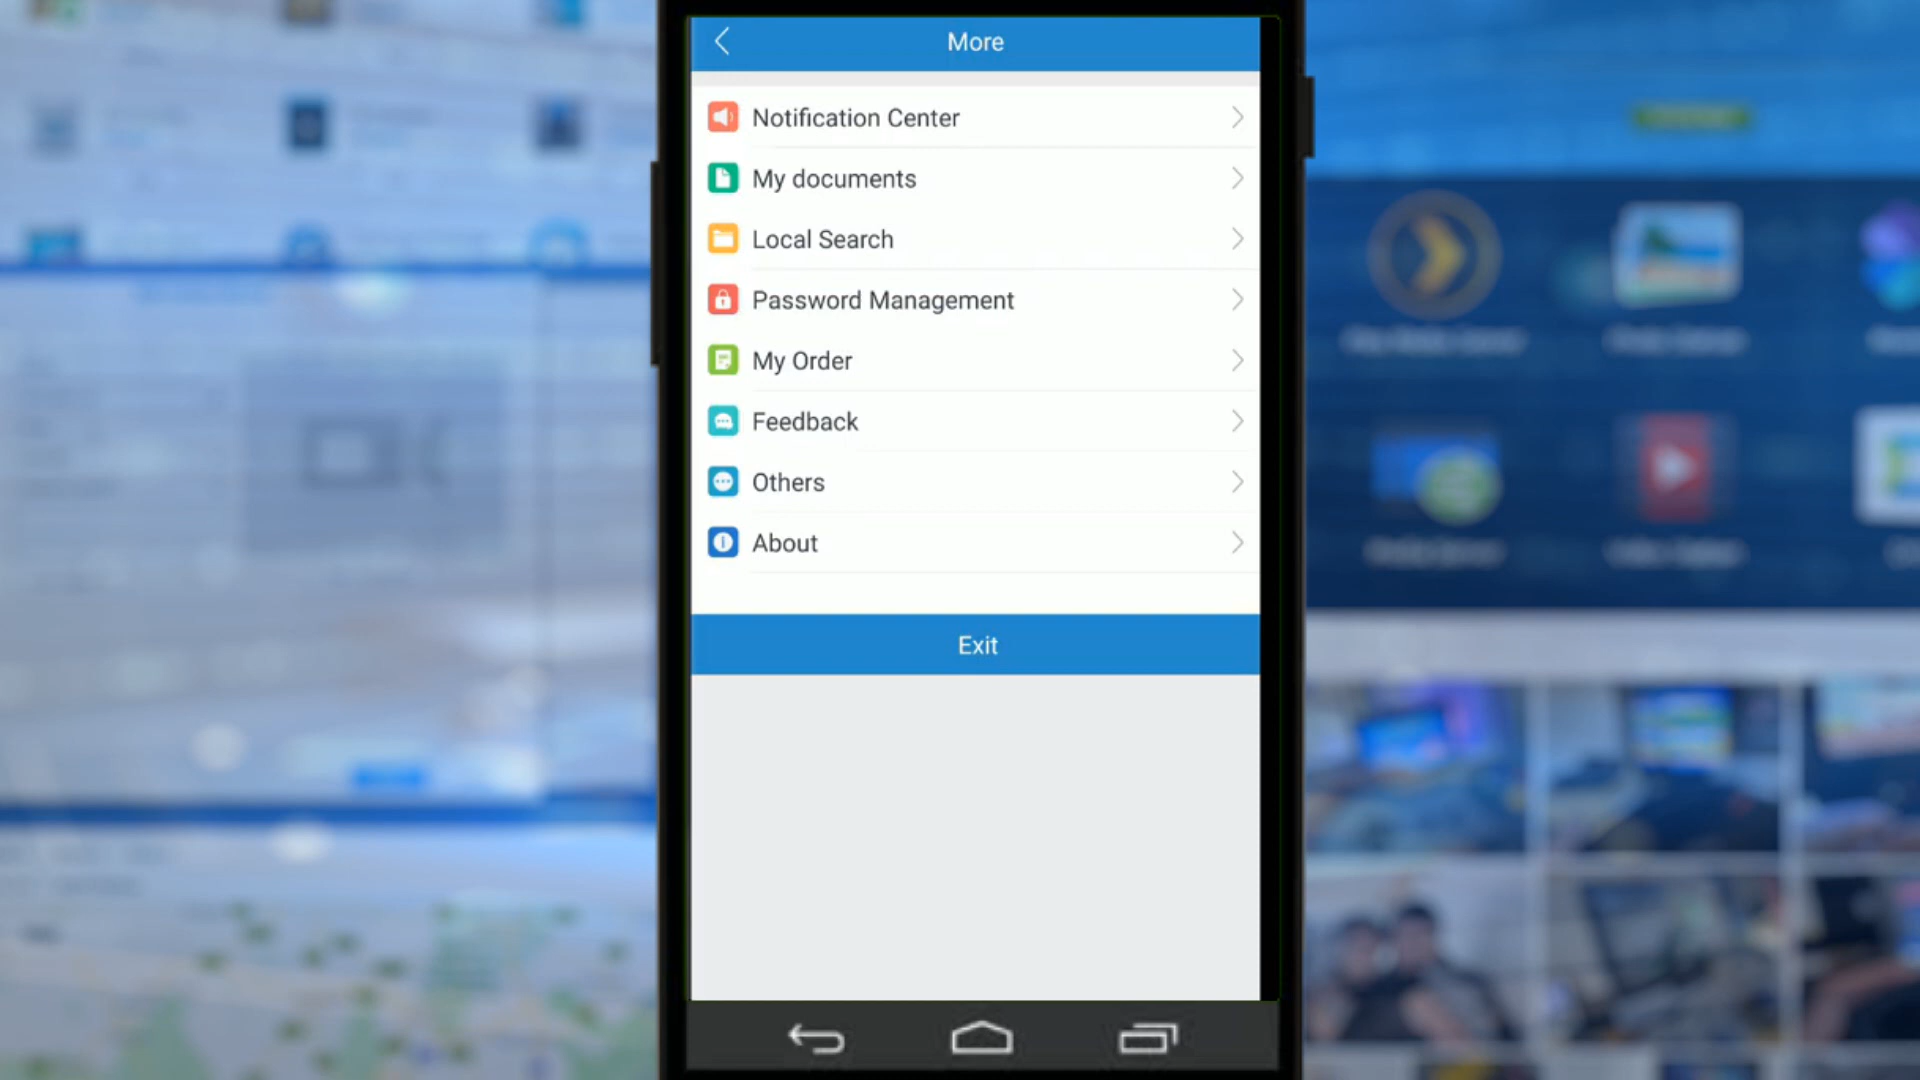 More
Notification Center
My documents
Local Search
Password Management
My Order
Feedback
Others
About
Exit